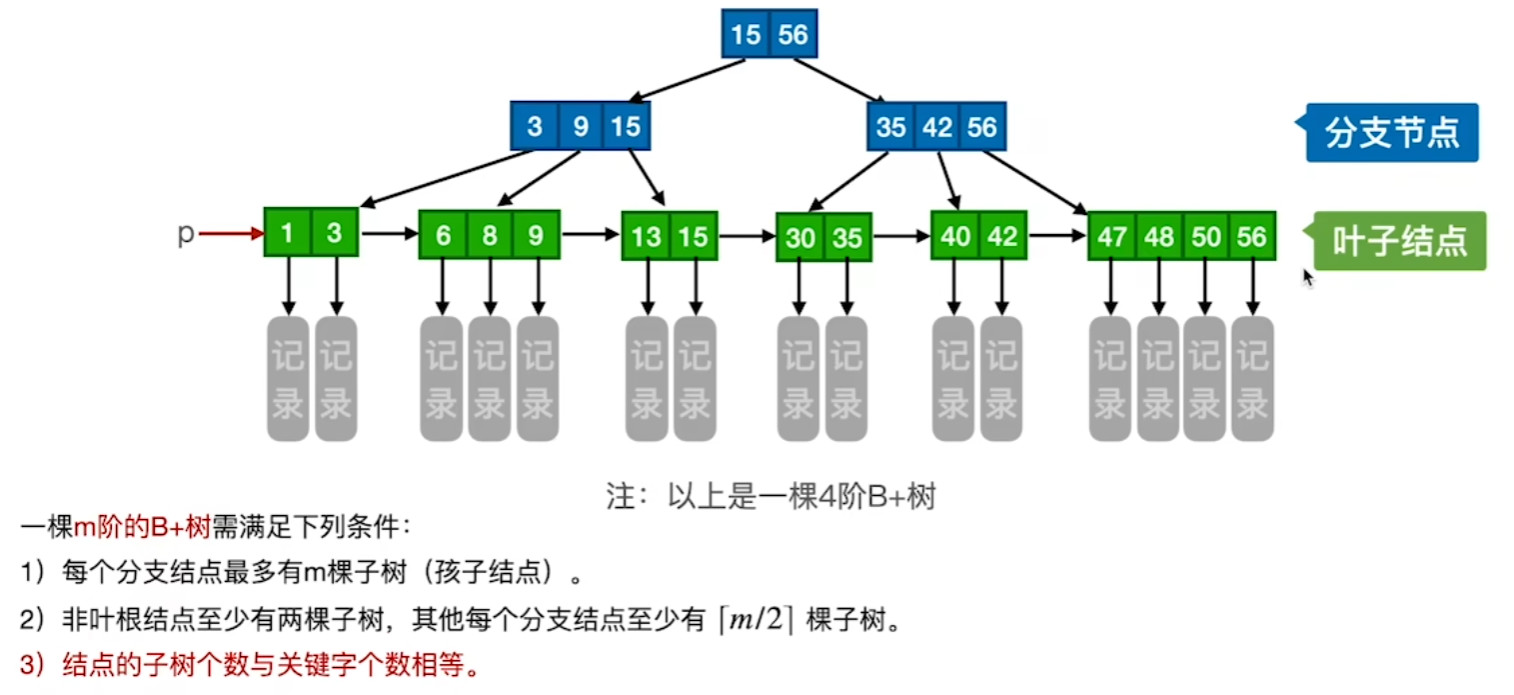 15 56
3 9 15
35 42 56
分支节点
p
1 3
6 8 9
13 15
30 35
40 42
47 48 50 56
叶子结点
记录 记录 记录 记录 记录 记录 记录 记录 记录 记录 记录 记录 记录 记录 记录
注：以上是一棵4阶B+树
一棵m阶的B+树需满足下列条件：
1）每个分支结点最多有m棵子树（孩子结点）。
2）非叶根结点至少有两棵子树，其他每个分支结点至少有 ⌈m/2⌉ 棵子树。
3）结点的子树个数与关键字个数相等。